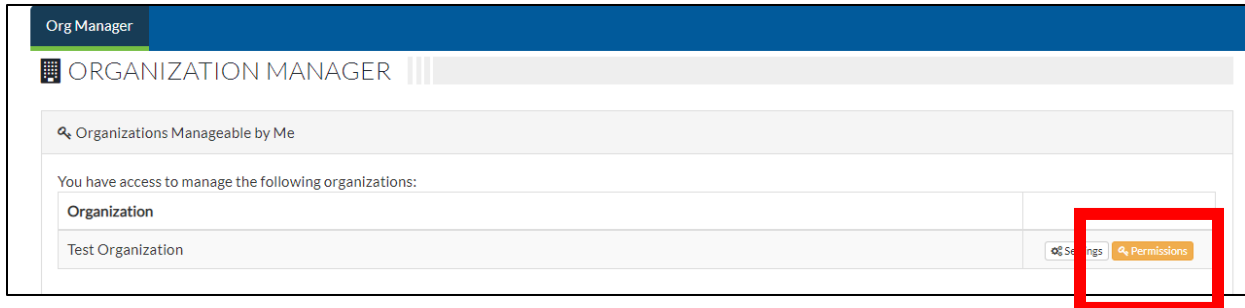 Org Manager
ORGANIZATION MANAGER
Organizations Manageable by Me
You have access to manage the following organizations:
Organization
Test Organization
Permissions